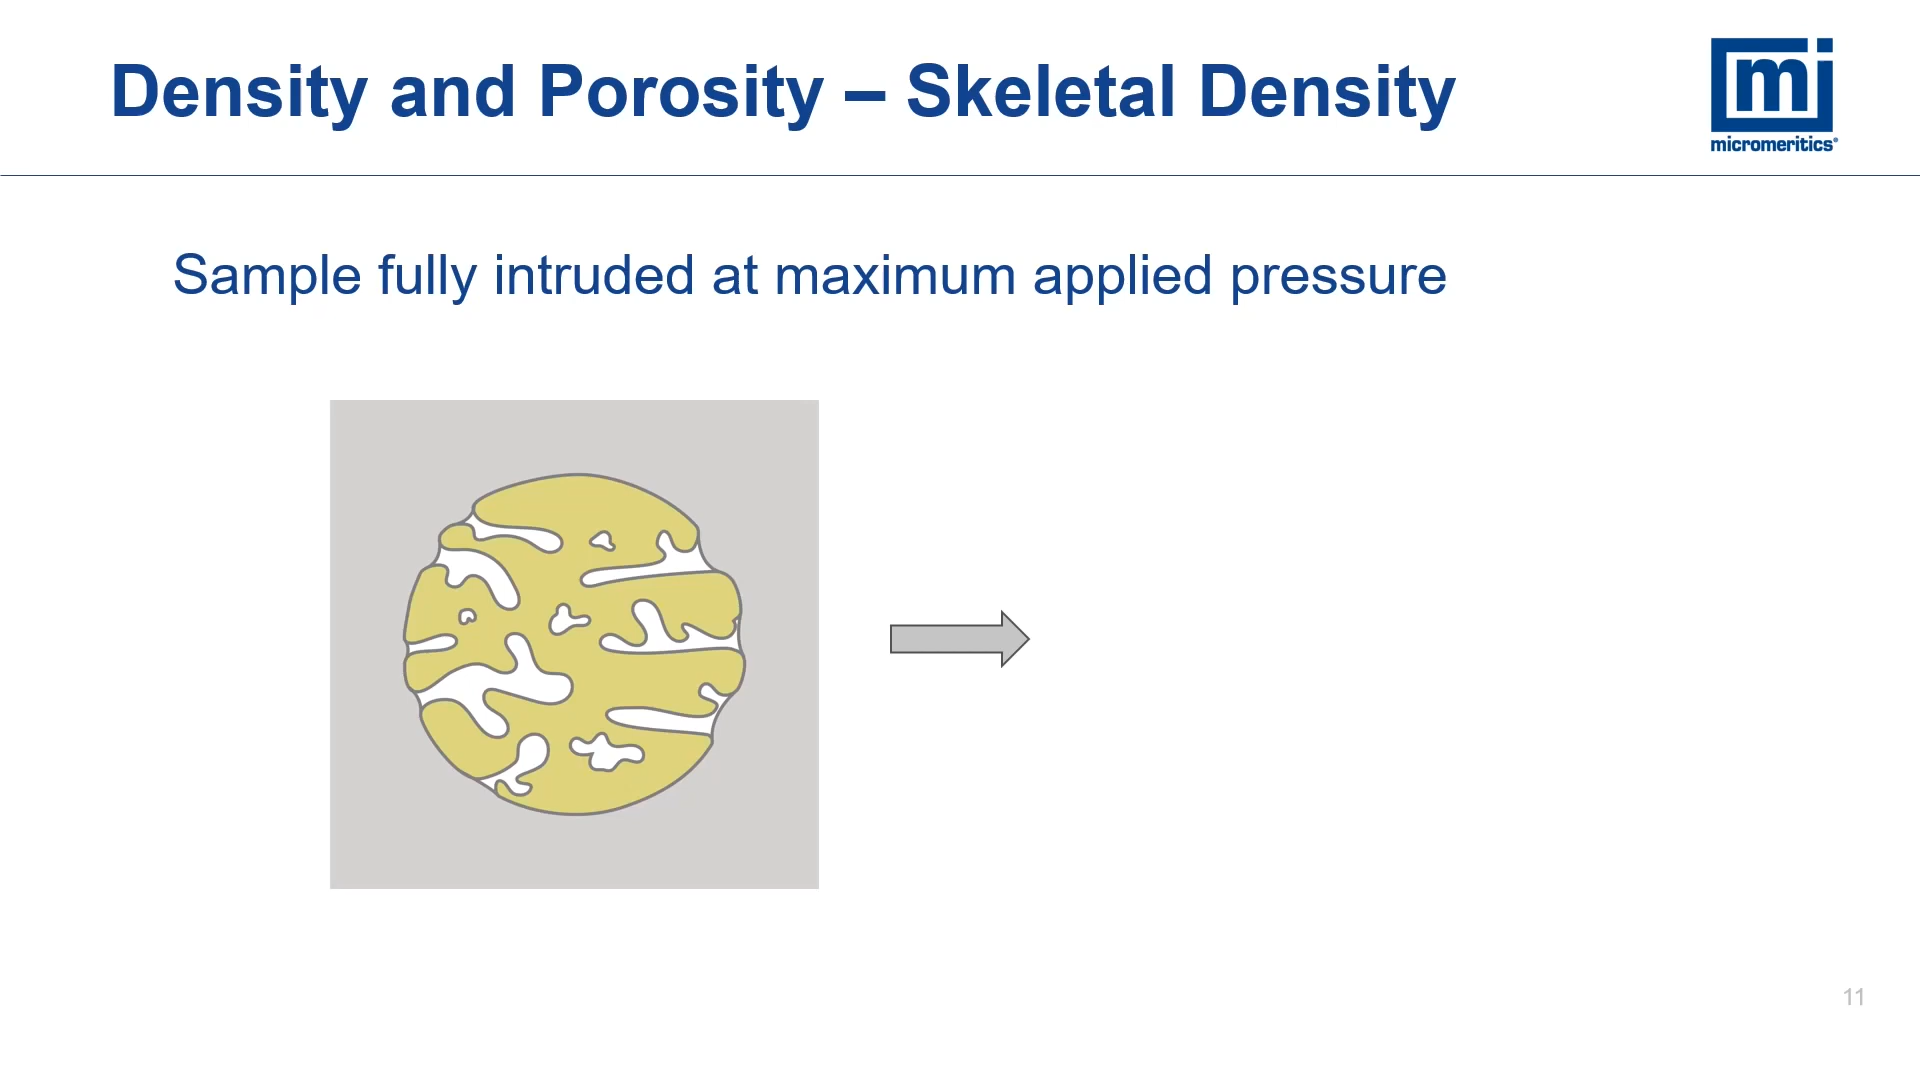 Density and Porosity – Skeletal Density
mi
micromeritics®
Sample fully intruded at maximum applied pressure
11